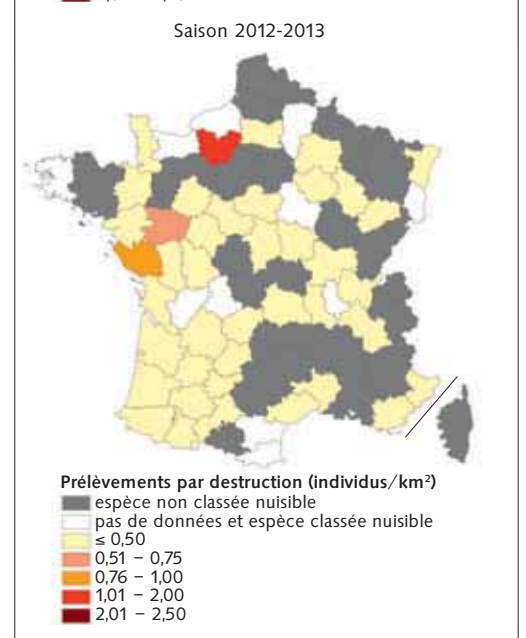 Saison 2012-2013
Prélèvements par destruction (individus/km²)
espèce non classée nuisible
pas de données et espèce classée nuisible
≤ 0,50
0,51 – 0,75
0,76 – 1,00
1,01 – 2,00
2,01 – 2,50